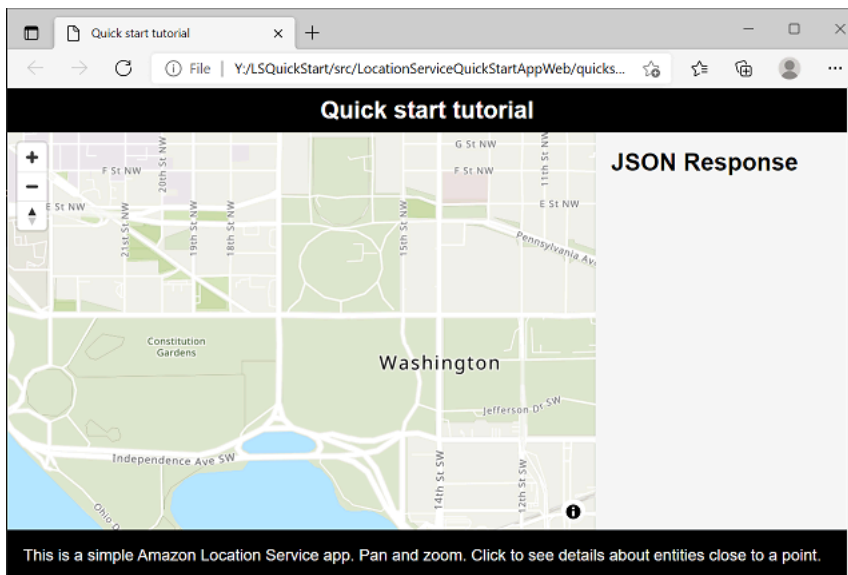 Quick start tutorial
File | Y:/LSQuickStart/src/LocationServiceQuickStartAppWeb/quicks...
Quick start tutorial
JSON Response
G St NW
F St NW
F St NW
20th St NW
11th St NW
E St NW
E St NW
21st St NW
19th St NW
18th St NW
15th St NW
Pennsylvania Av
Constitution
Gardens
Washington
Jefferson Dr SW
Independence Ave SW
14th St SW
12th St SW
Ohio D
This is a simple Amazon Location Service app. Pan and zoom. Click to see details about entities close to a point.